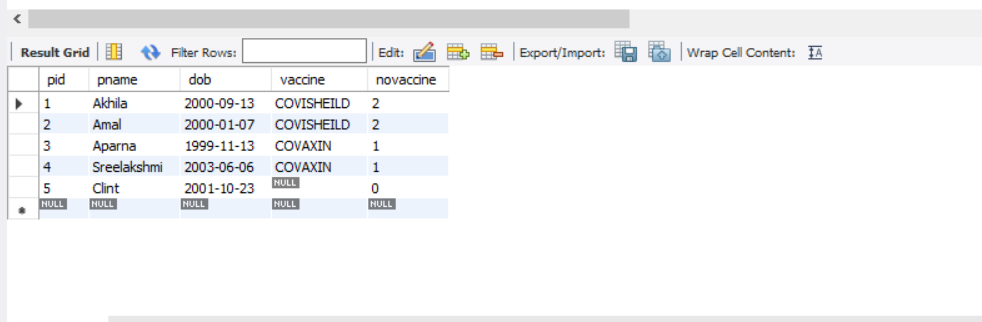 Result Grid Filter Rows: Edit: Export/Import: Wrap Cell Content: IA
pid pname dob vaccine novaccine
1 Akhila 2000-09-13 COVISHEILD 2
2 Amal 2000-01-07 COVISHEILD 2
3 Aparna 1999-11-13 COVAXIN 1
4 Sreelakshmi 2003-06-06 COVAXIN 1
5 Clint 2001-10-23 NULL 0
NULL NULL NULL NULL NULL